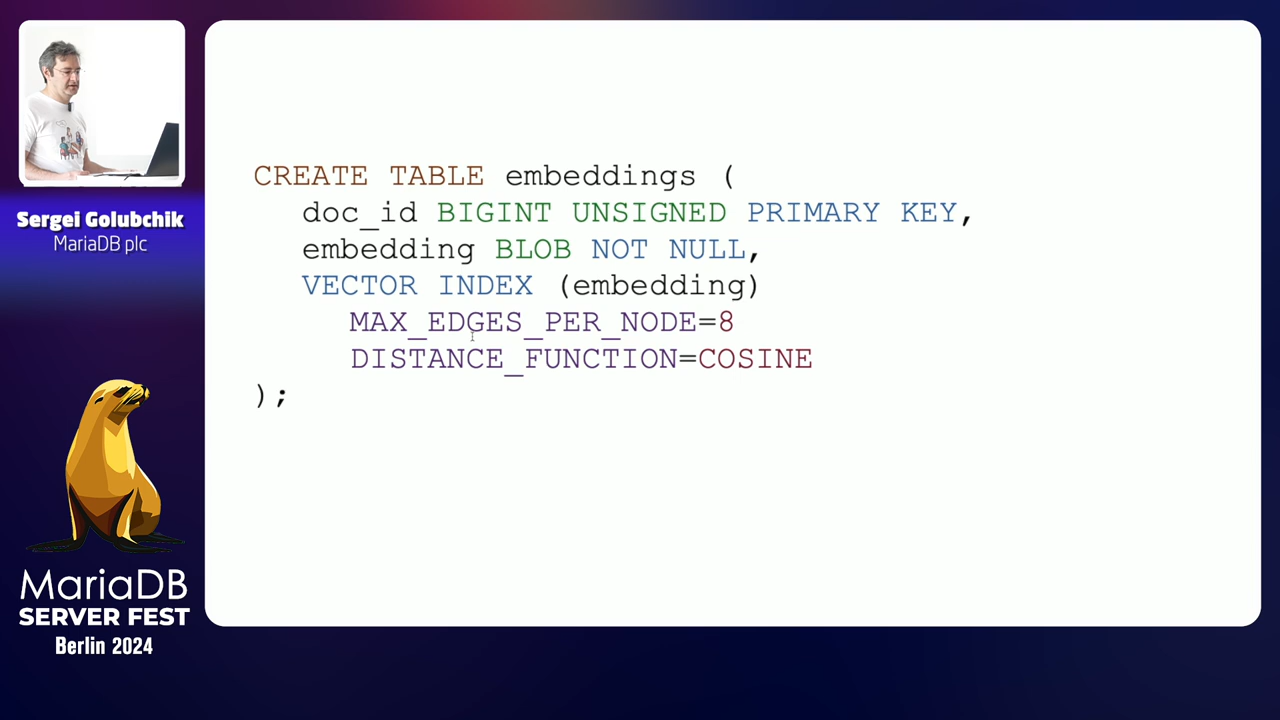 CREATE TABLE embeddings (
doc_id BIGINT UNSIGNED PRIMARY KEY,
embedding BLOB NOT NULL,
VECTOR INDEX (embedding)
MAX_EDGES_PER_NODE=8
DISTANCE_FUNCTION=COSINE
);
Sergei Golubchik
MariaDB plc
MariaDB
SERVER FEST
Berlin 2024